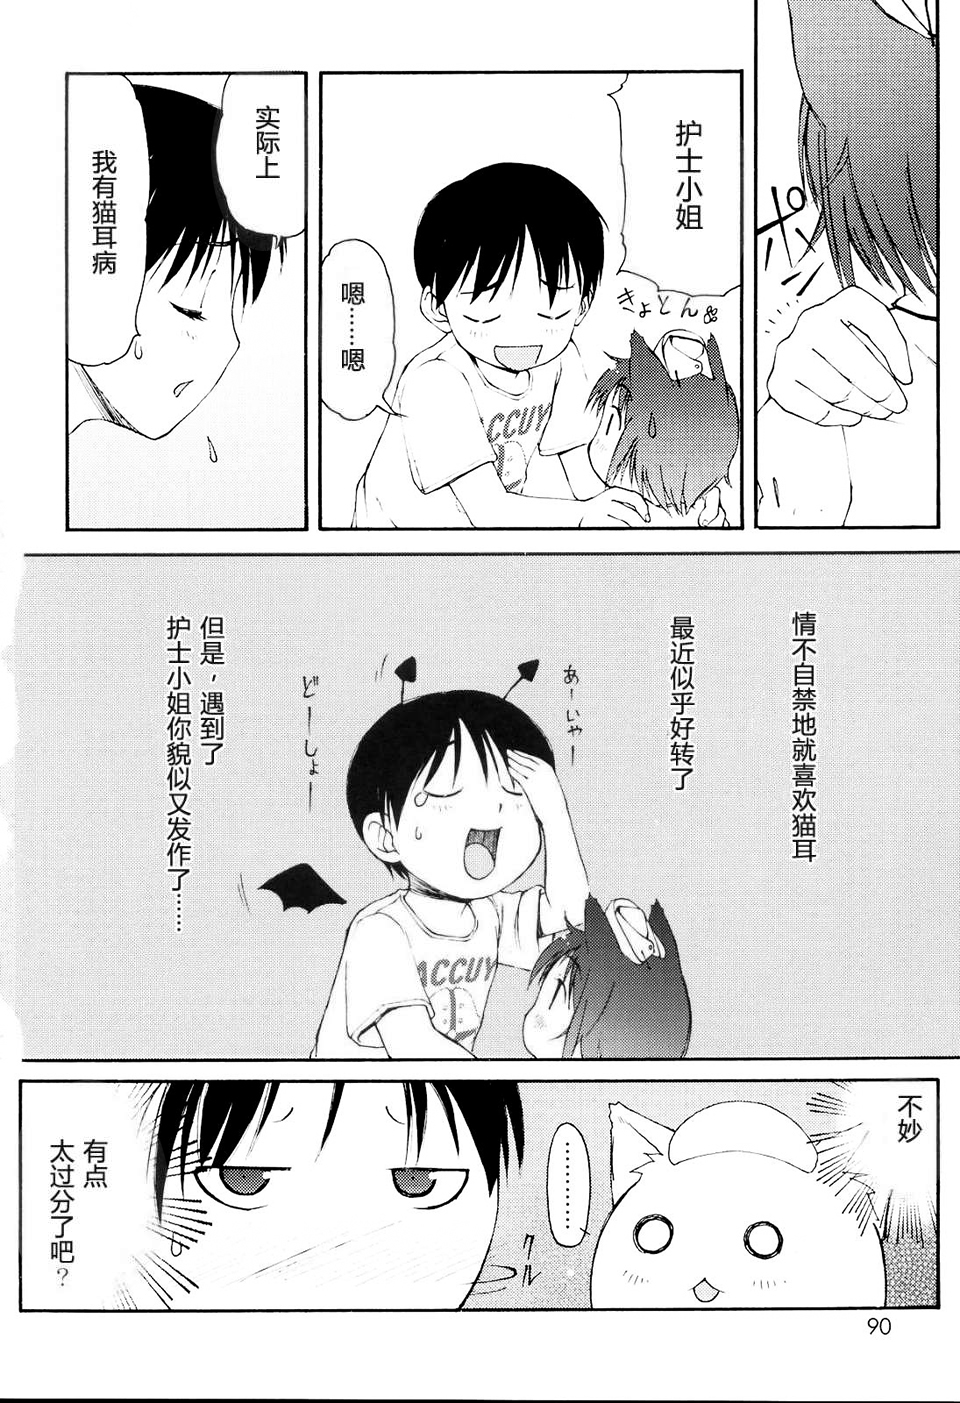 ポン
护士小姐
きょとん
嗯……嗯
ACCUY
实际上
我有猫耳病
情不自禁地就喜欢猫耳
最近似乎好转了
あーいゃー
どーしょー
但是，遇到了
护士小姐你貌似又发作了……
ACCUY
不妙
…………
クル
有点
太过分了吧？
90